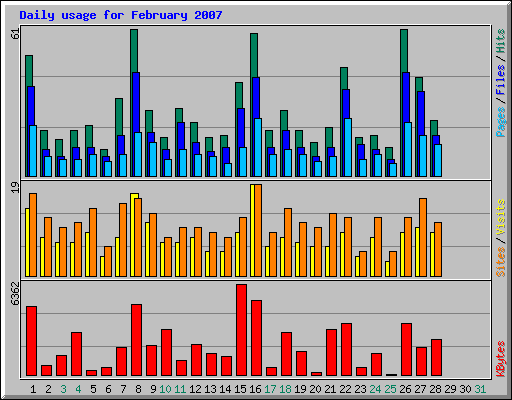 Daily usage for February 2007
61
Pages / Files / Hits
19
Sites / Visits
6362
KBytes
1 2 3 4 5 6 7 8 9 10 11 12 13 14 15 16 17 18 19 20 21 22 23 24 25 26 27 28 29 30 31